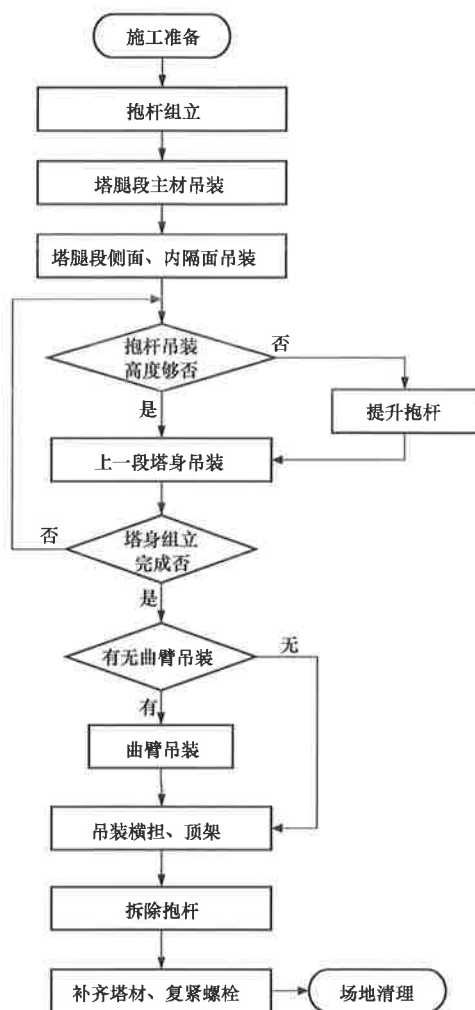 施工准备
抱杆组立
塔腿段主材吊装
塔腿段侧面、内隔面吊装
抱杆吊装
高度够否
否
是
提升抱杆
上一段塔身吊装
否
塔身组立
完成否
是
有无曲臂吊装
无
有
曲臂吊装
吊装横担、顶架
拆除抱杆
补齐塔材、复紧螺栓
场地清理